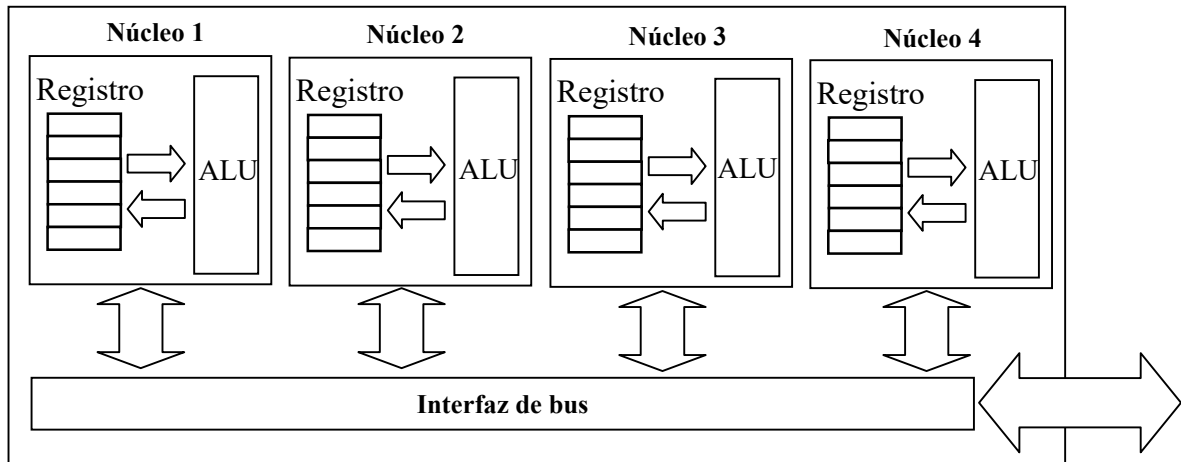 Núcleo 1
Núcleo 2
Núcleo 3
Núcleo 4
Registro
ALU
Registro
ALU
Registro
ALU
Registro
ALU
Interfaz de bus